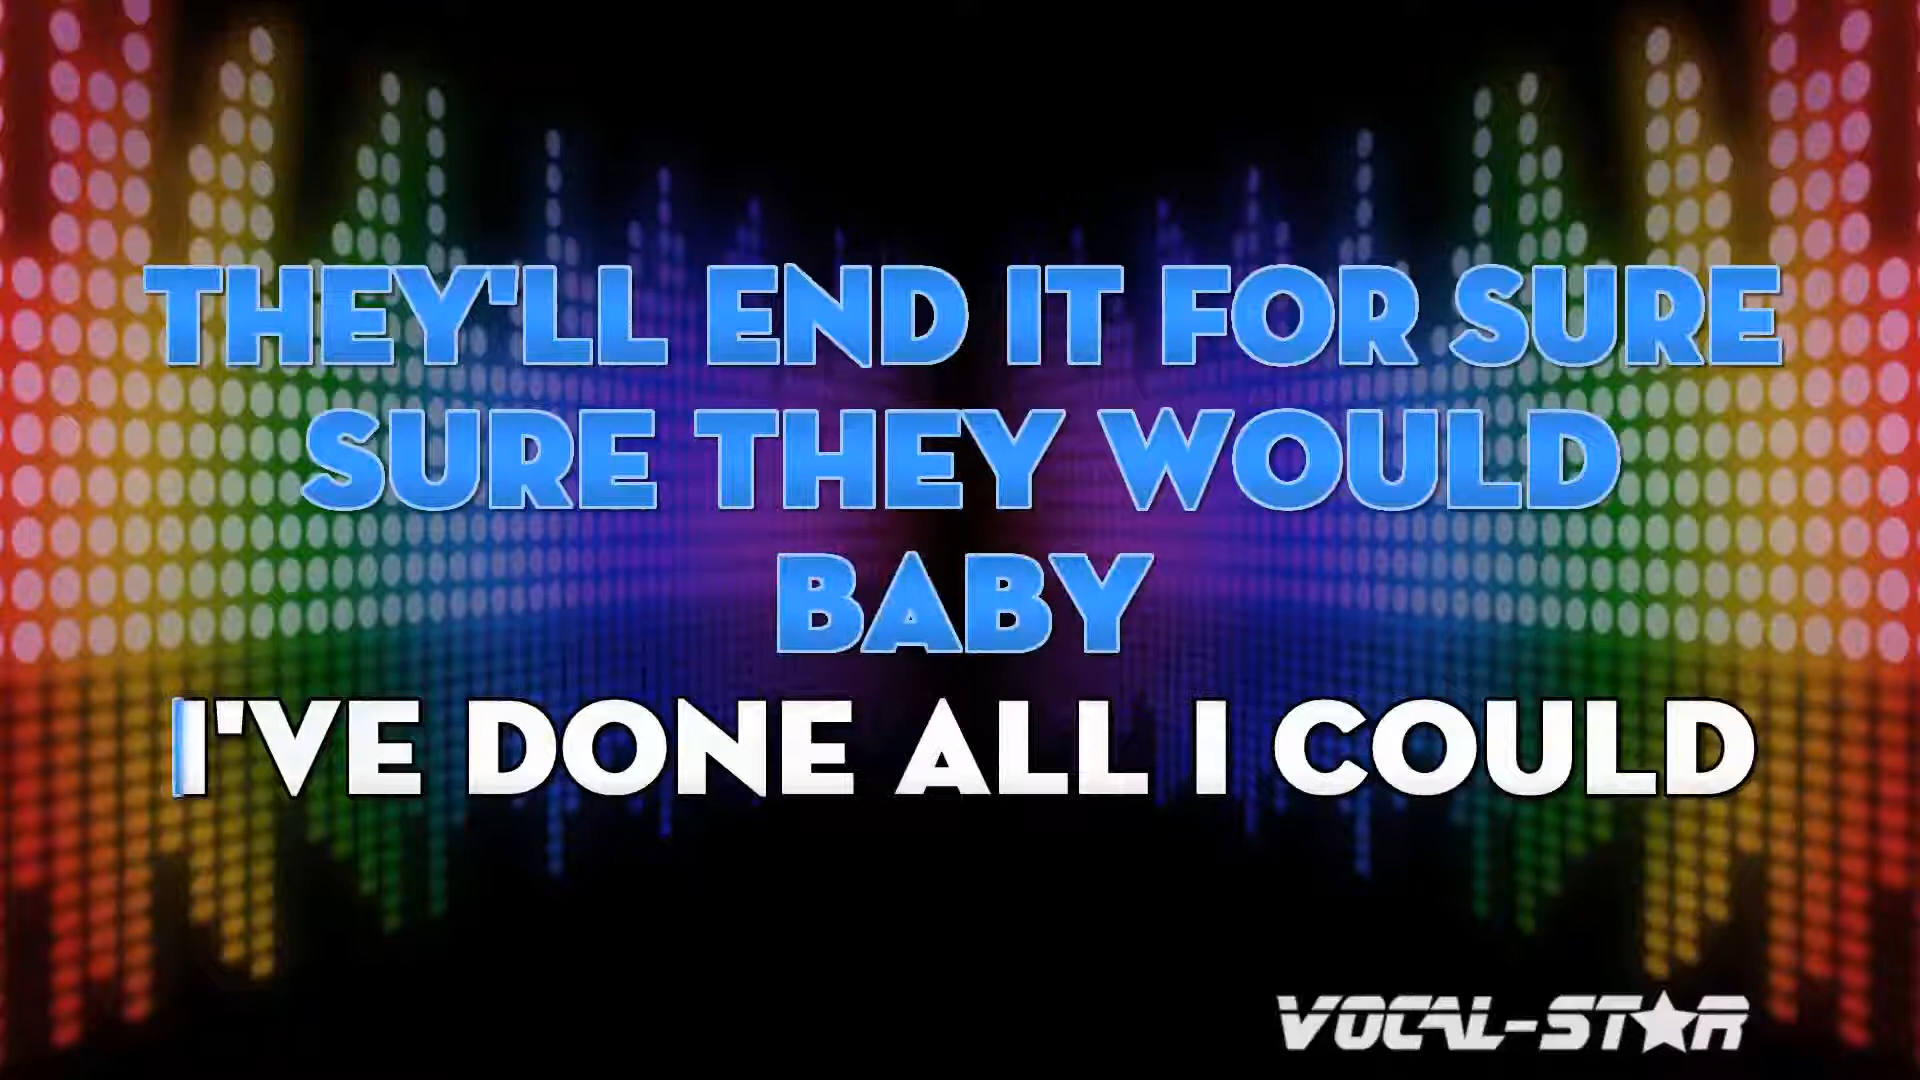 THEY'LL END IT FOR SURE
SURE THEY WOULD
BABY
I'VE DONE ALL I COULD
VOCAL-STAR